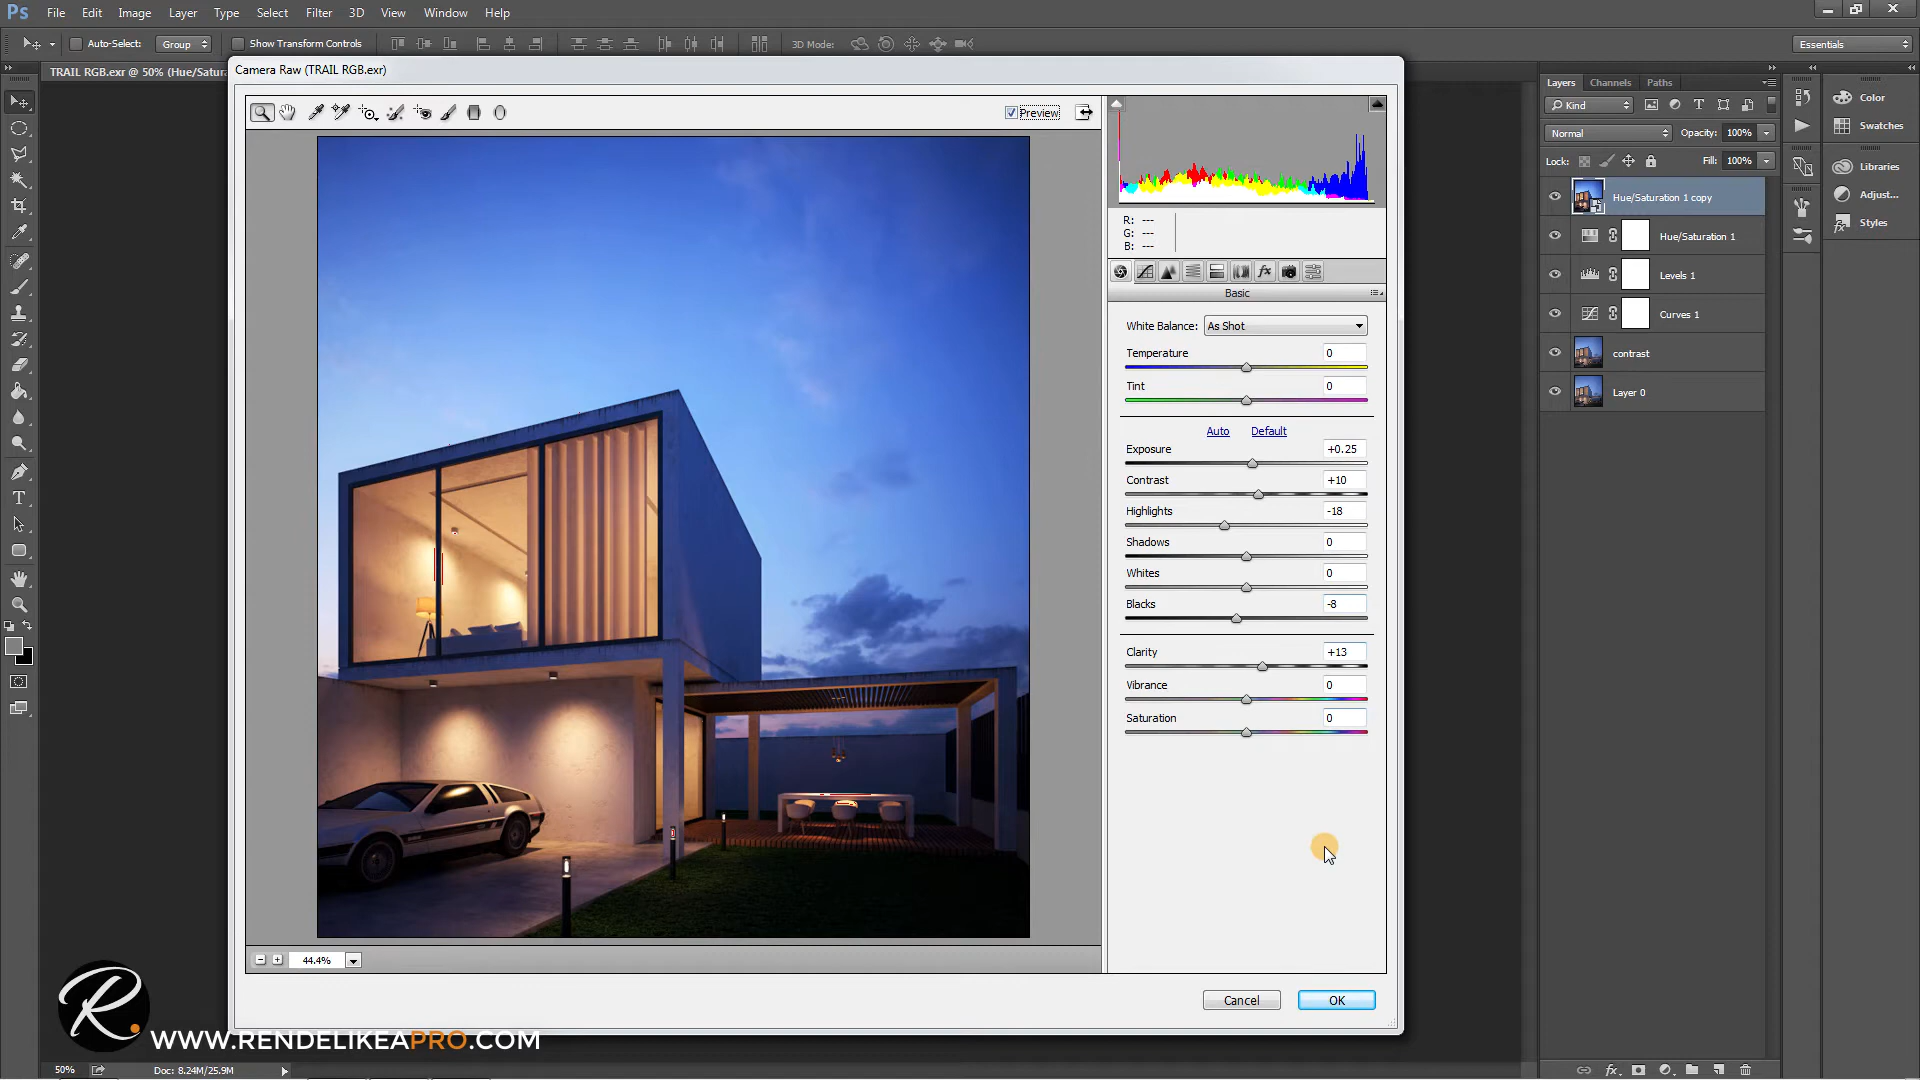 Ps File Edit Image Layer Type Select Filter 3D View Window Help
Auto-Select: Group Show Transform Controls 3D Mode: Essentials
TRAIL RGB.exr @ 50% (Hue/Satur
Camera Raw (TRAIL RGB.exr)
Preview
R: ---
G: ---
B: ---
fx
Basic
White Balance: As Shot
Temperature 0
Tint 0
Auto Default
Exposure +0.25
Contrast +10
Highlights -18
Shadows 0
Whites 0
Blacks -8
Clarity +13
Vibrance 0
Saturation 0
44.4%
Cancel OK
Layers Channels Paths
Kind
Normal Opacity: 100%
Lock: Fill: 100%
Hue/Saturation 1 copy
Hue/Saturation 1
Levels 1
Curves 1
contrast
Layer 0
Color
Swatches
Libraries
Adjust...
Styles
R.
WWW.RENDELIKEAPRO.COM
50% Doc: 8.24M/25.9M
fx